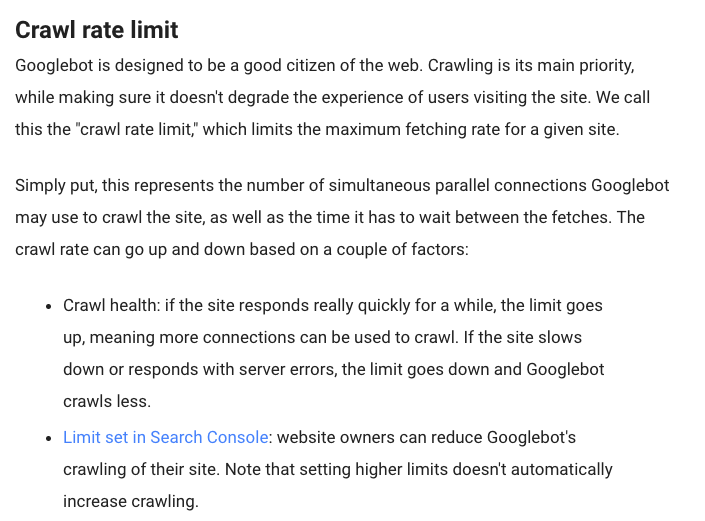 Crawl rate limit
Googlebot is designed to be a good citizen of the web. Crawling is its main priority,
while making sure it doesn't degrade the experience of users visiting the site. We call
this the "crawl rate limit," which limits the maximum fetching rate for a given site.
Simply put, this represents the number of simultaneous parallel connections Googlebot
may use to crawl the site, as well as the time it has to wait between the fetches. The
crawl rate can go up and down based on a couple of factors:
• Crawl health: if the site responds really quickly for a while, the limit goes
up, meaning more connections can be used to crawl. If the site slows
down or responds with server errors, the limit goes down and Googlebot
crawls less.
• Limit set in Search Console: website owners can reduce Googlebot's
crawling of their site. Note that setting higher limits doesn't automatically
increase crawling.